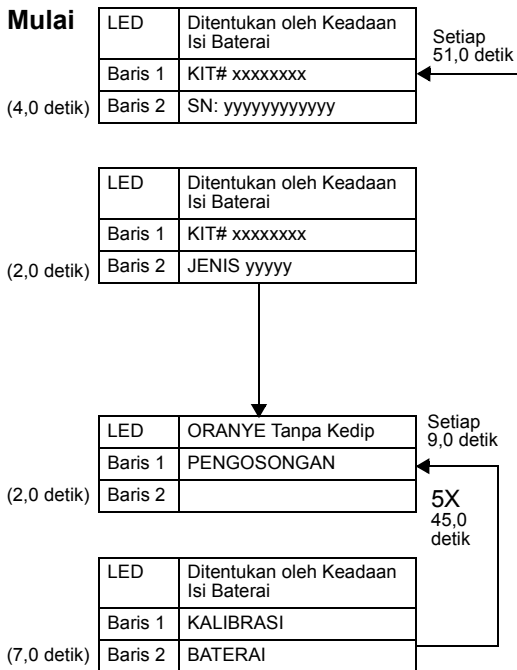 Mulai
LED Ditentukan oleh Keadaan
Isi Baterai
Setiap
51,0 detik
Baris 1 KIT# xxxxxxxx
(4,0 detik) Baris 2 SN: yyyyyyyyyyyy
LED Ditentukan oleh Keadaan
Isi Baterai
Baris 1 KIT# xxxxxxxx
(2,0 detik) Baris 2 JENIS yyyyy
LED ORANYE Tanpa Kedip
Setiap
9,0 detik
Baris 1 PENGOSONGAN
(2,0 detik) Baris 2
5X
45,0
detik
LED Ditentukan oleh Keadaan
Isi Baterai
Baris 1 KALIBRASI
(7,0 detik) Baris 2 BATERAI